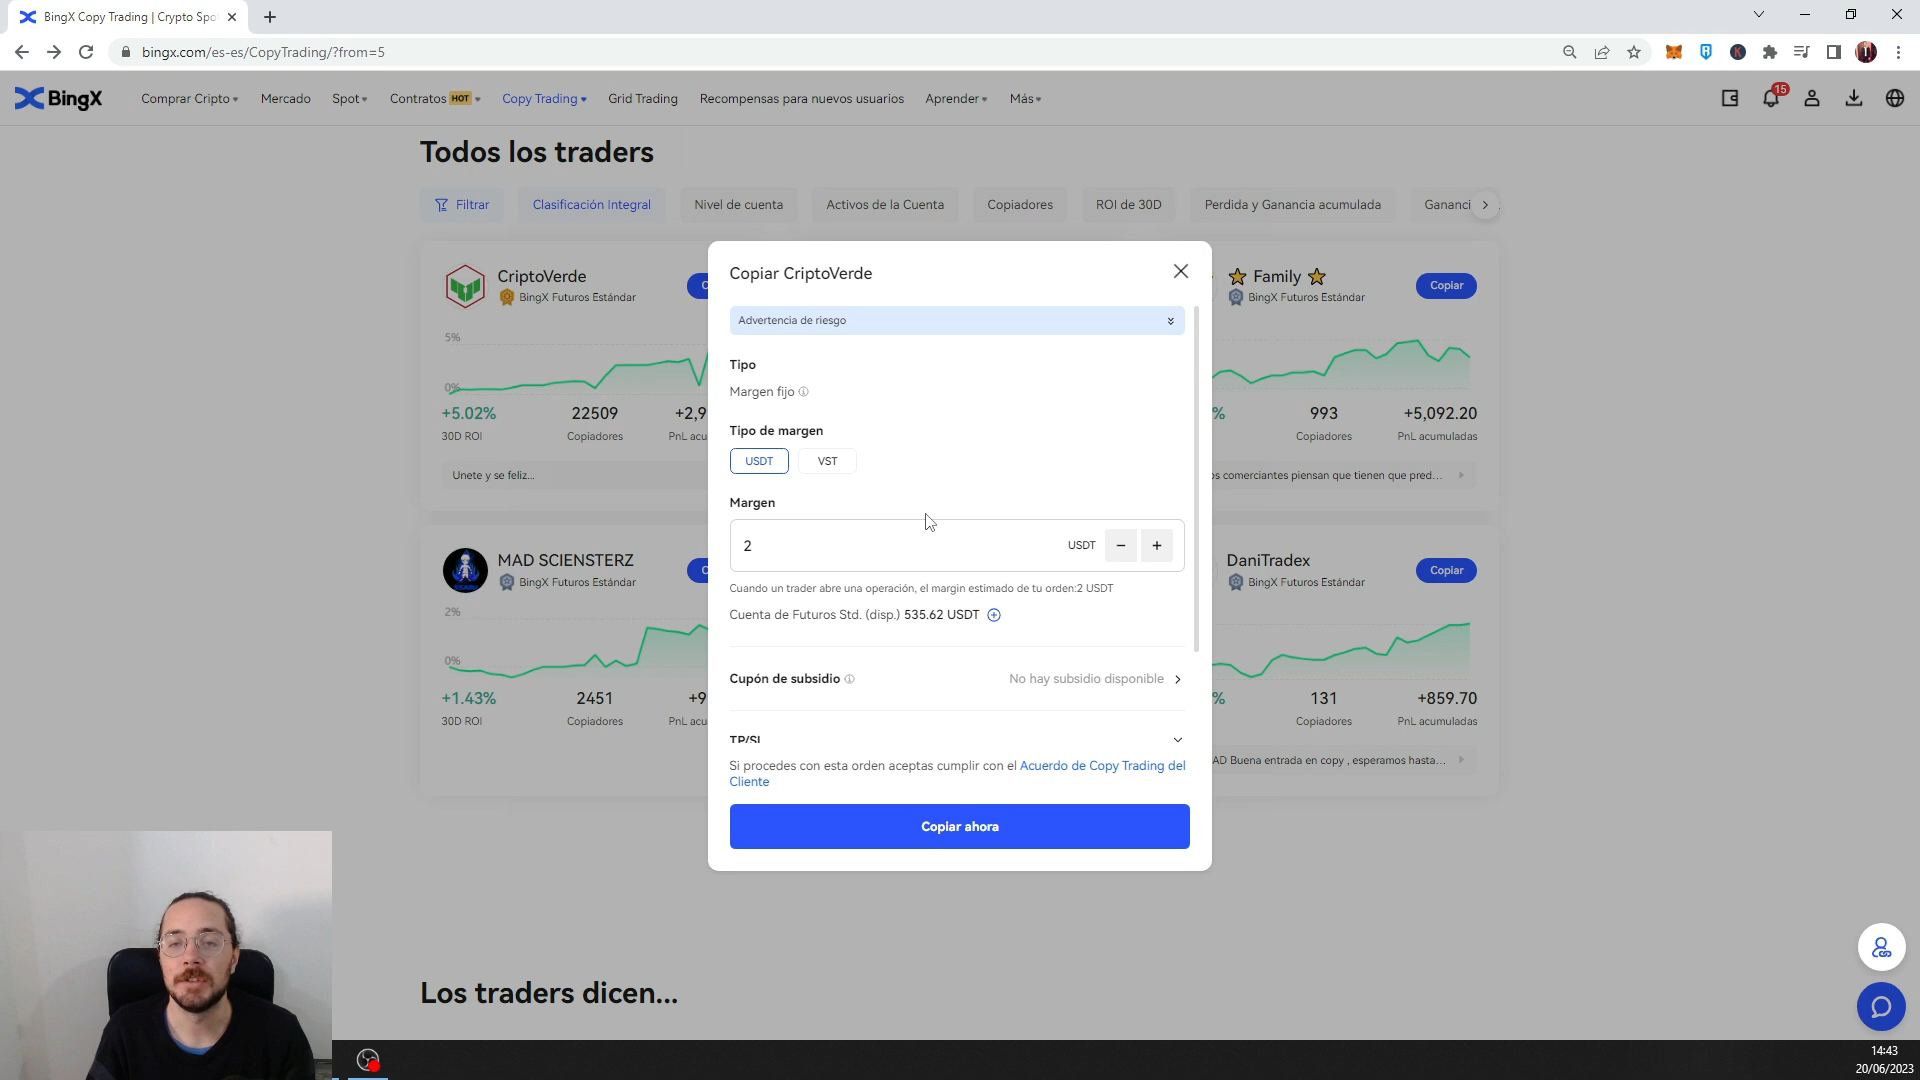 BingX Copy Trading | Crypto Spo
bingx.com/es-es/CopyTrading/?from=5
BingX
Comprar Cripto
Mercado
Spot
Contratos HOT
Copy Trading
Grid Trading
Recompensas para nuevos usuarios
Aprender
Más
15
Todos los traders
Filtrar
Clasificación Integral
Nivel de cuenta
Activos de la Cuenta
Copiadores
ROI de 30D
Perdida y Ganancia acumulada
Gananci
CriptoVerde
BingX Futuros Estándar
C
5%
0%
+5.02%
22509
+2,9
30D ROI
Copiadores
PnL acu
Unete y se feliz...
Family
BingX Futuros Estándar
Copiar
%
993
+5,092.20
Copiadores
PnL acumuladas
os comerciantes piensan que tienen que pred...
MAD SCIENSTERZ
BingX Futuros Estándar
C
2%
0%
+1.43%
2451
+9
30D ROI
Copiadores
PnL acu
DaniTradex
BingX Futuros Estándar
Copiar
%
131
+859.70
Copiadores
PnL acumuladas
AD Buena entrada en copy , esperamos hasta...
Copiar CriptoVerde
Advertencia de riesgo
Tipo
Margen fijo
Tipo de margen
USDT
VST
Margen
2
USDT
−
+
Cuando un trader abre una operación, el margin estimado de tu orden:2 USDT
Cuenta de Futuros Std. (disp.) 535.62 USDT
Cupón de subsidio
No hay subsidio disponible
TP/SL
Si procedes con esta orden aceptas cumplir con el Acuerdo de Copy Trading del
Cliente
Copiar ahora
Los traders dicen...
14:43
20/06/2023